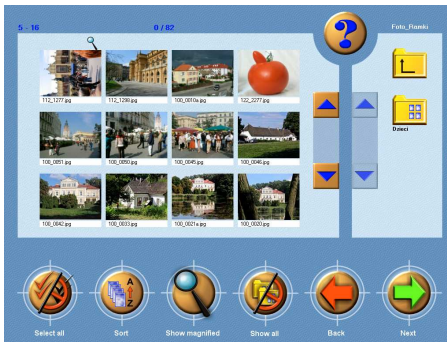 5 - 16
0 / 82
Foto_Ramki
?
112_1277.jpg
112_1298.jpg
100_0010a.jpg
122_2277.jpg
100_0051.jpg
100_0050.jpg
100_0045.jpg
100_0046.jpg
Dzieci
100_0042.jpg
100_0033.jpg
100_0021a.jpg
100_0020.jpg
A
Z
Select all
Sort
Show magnified
Show all
Back
Next